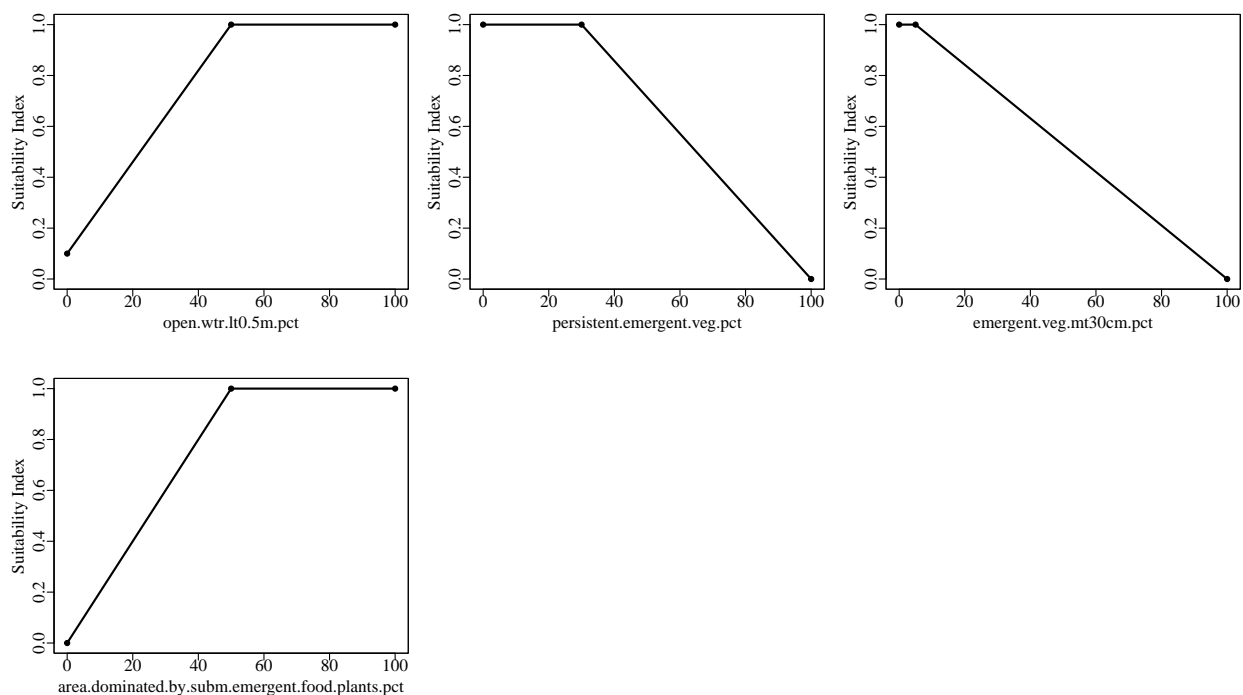 1.0
0.8
0.6
0.4
0.2
0.0
Suitability Index
0 20 40 60 80 100
open.wtr.lt0.5m.pct
1.0
0.8
0.6
0.4
0.2
0.0
Suitability Index
0 20 40 60 80 100
persistent.emergent.veg.pct
1.0
0.8
0.6
0.4
0.2
0.0
Suitability Index
0 20 40 60 80 100
emergent.veg.mt30cm.pct
1.0
0.8
0.6
0.4
0.2
0.0
Suitability Index
0 20 40 60 80 100
area.dominated.by.subm.emergent.food.plants.pct